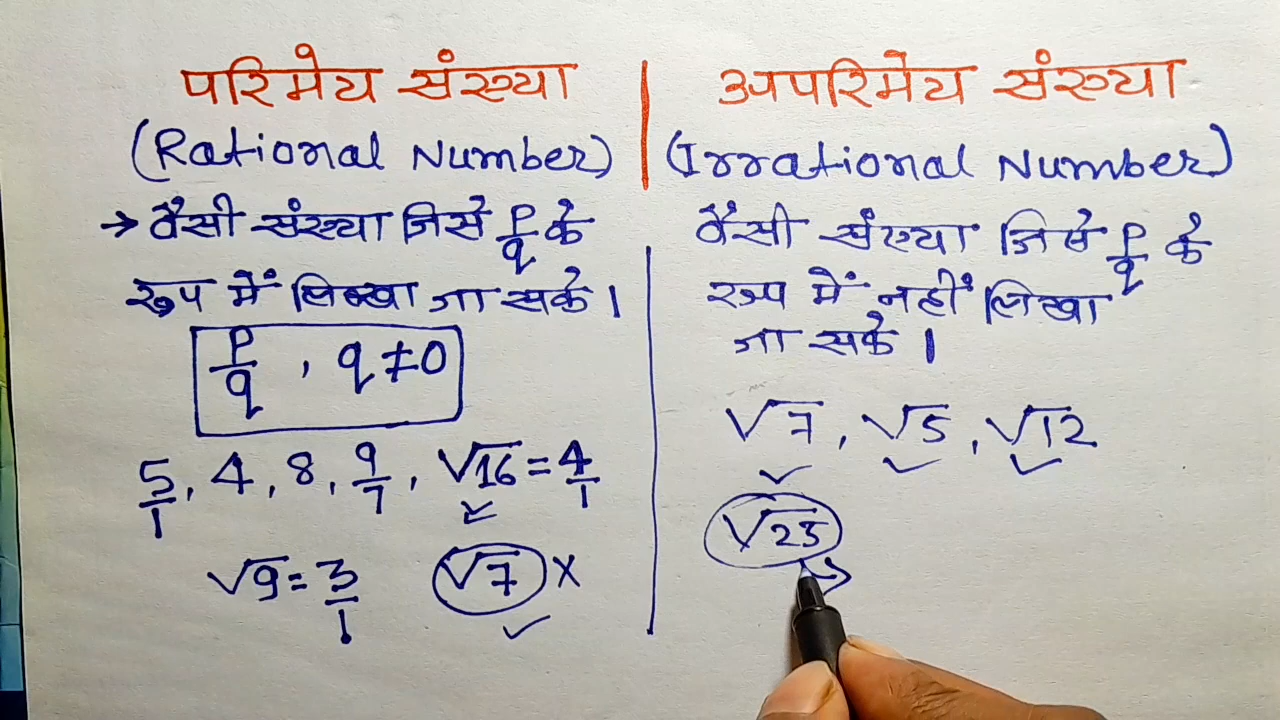 परिमेय संख्या
(Rational Number)
→ वैसी संख्या जिसे p/q के
रूप में लिखा जा सके।
p/q , q≠0
5/1, 4, 8, 9/7, √16 = 4/1
√9 = 3/1 √7 ×
अपरिमेय संख्या
(Irrational Number)
वैसी संख्या जिसे p/q के
रूप में नहीं लिखा
जा सके।
√7, √5, √12